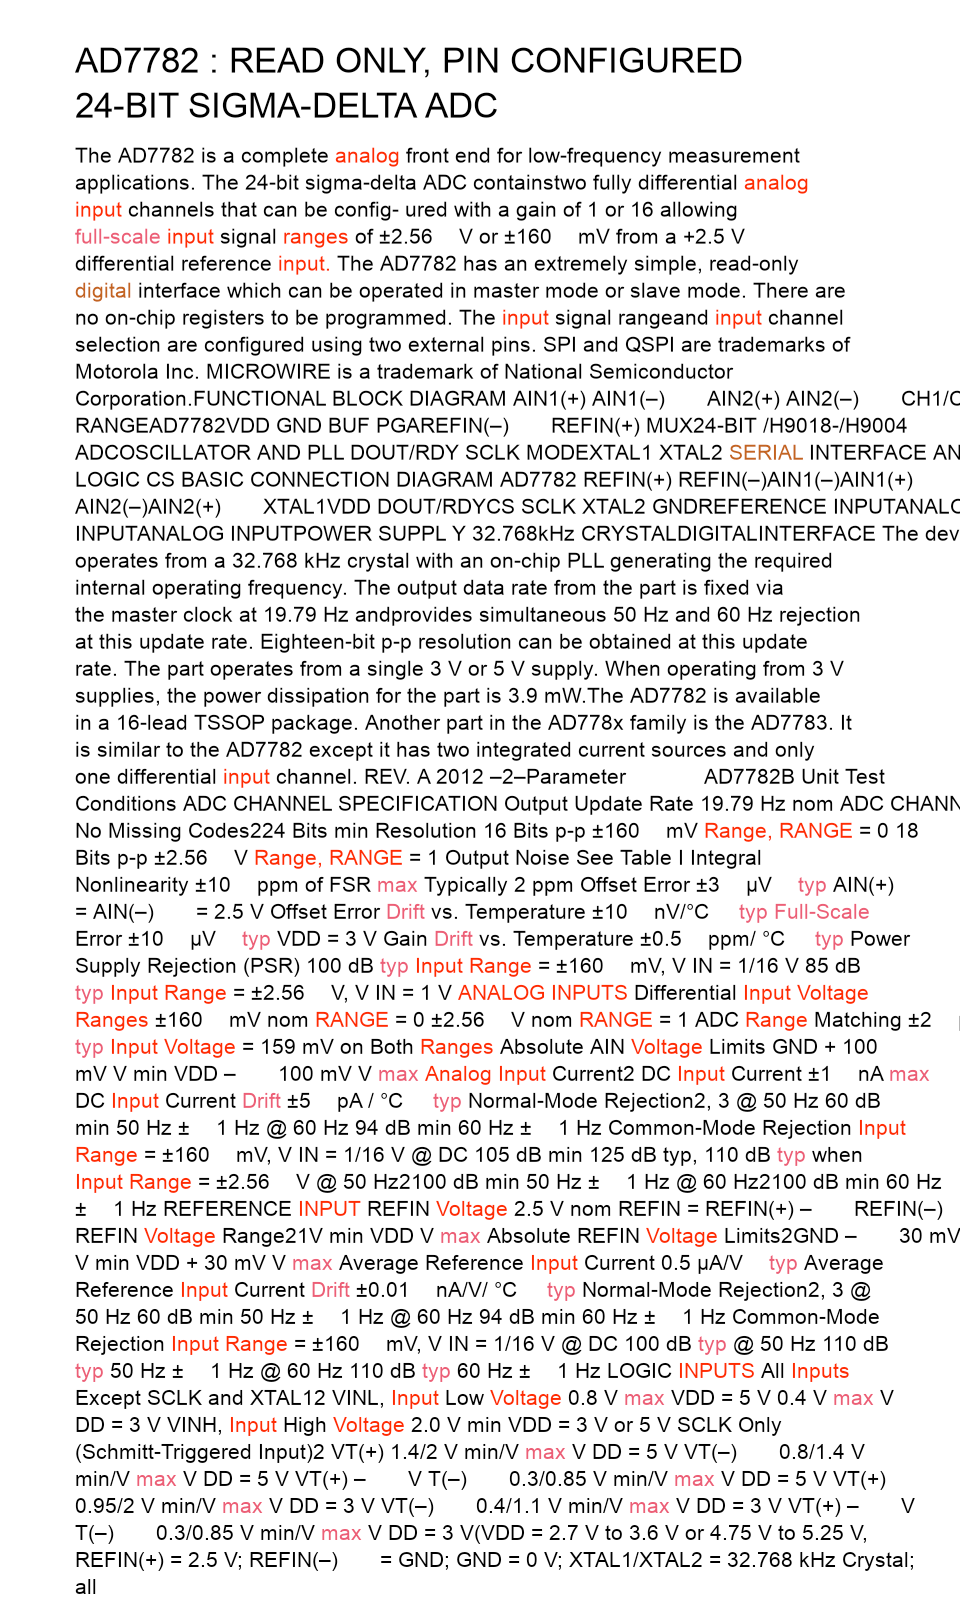 AD7782 : READ ONLY, PIN CONFIGURED
24-BIT SIGMA-DELTA ADC
The AD7782 is a complete analog front end for low-frequency measurement
applications. The 24-bit sigma-delta ADC containstwo fully differential analog
input channels that can be config- ured with a gain of 1 or 16 allowing
full-scale input signal ranges of ±2.56 V or ±160 mV from a +2.5 V
differential reference input. The AD7782 has an extremely simple, read-only
digital interface which can be operated in master mode or slave mode. There are
no on-chip registers to be programmed. The input signal rangeand input channel
selection are configured using two external pins. SPI and QSPI are trademarks of
Motorola Inc. MICROWIRE is a trademark of National Semiconductor
Corporation.FUNCTIONAL BLOCK DIAGRAM AIN1(+) AIN1(–) AIN2(+) AIN2(–) CH1/C
RANGEAD7782VDD GND BUF PGAREFIN(–) REFIN(+) MUX24-BIT /H9018-/H9004
ADCOSCILLATOR AND PLL DOUT/RDY SCLK MODEXTAL1 XTAL2 SERIAL INTERFACE AN
LOGIC CS BASIC CONNECTION DIAGRAM AD7782 REFIN(+) REFIN(–)AIN1(–)AIN1(+)
AIN2(–)AIN2(+) XTAL1VDD DOUT/RDYCS SCLK XTAL2 GNDREFERENCE INPUTANALO
INPUTANALOG INPUTPOWER SUPPL Y 32.768kHz CRYSTALDIGITALINTERFACE The dev
operates from a 32.768 kHz crystal with an on-chip PLL generating the required
internal operating frequency. The output data rate from the part is fixed via
the master clock at 19.79 Hz andprovides simultaneous 50 Hz and 60 Hz rejection
at this update rate. Eighteen-bit p-p resolution can be obtained at this update
rate. The part operates from a single 3 V or 5 V supply. When operating from 3 V
supplies, the power dissipation for the part is 3.9 mW.The AD7782 is available
in a 16-lead TSSOP package. Another part in the AD778x family is the AD7783. It
is similar to the AD7782 except it has two integrated current sources and only
one differential input channel. REV. A 2012 –2–Parameter AD7782B Unit Test
Conditions ADC CHANNEL SPECIFICATION Output Update Rate 19.79 Hz nom ADC CHANN
No Missing Codes224 Bits min Resolution 16 Bits p-p ±160 mV Range, RANGE = 0 18
Bits p-p ±2.56 V Range, RANGE = 1 Output Noise See Table I Integral
Nonlinearity ±10 ppm of FSR max Typically 2 ppm Offset Error ±3 µV typ AIN(+)
= AIN(–) = 2.5 V Offset Error Drift vs. Temperature ±10 nV/°C typ Full-Scale
Error ±10 µV typ VDD = 3 V Gain Drift vs. Temperature ±0.5 ppm/ °C typ Power
Supply Rejection (PSR) 100 dB typ Input Range = ±160 mV, V IN = 1/16 V 85 dB
typ Input Range = ±2.56 V, V IN = 1 V ANALOG INPUTS Differential Input Voltage
Ranges ±160 mV nom RANGE = 0 ±2.56 V nom RANGE = 1 ADC Range Matching ±2
typ Input Voltage = 159 mV on Both Ranges Absolute AIN Voltage Limits GND + 100
mV V min VDD – 100 mV V max Analog Input Current2 DC Input Current ±1 nA max
DC Input Current Drift ±5 pA / °C typ Normal-Mode Rejection2, 3 @ 50 Hz 60 dB
min 50 Hz ± 1 Hz @ 60 Hz 94 dB min 60 Hz ± 1 Hz Common-Mode Rejection Input
Range = ±160 mV, V IN = 1/16 V @ DC 105 dB min 125 dB typ, 110 dB typ when
Input Range = ±2.56 V @ 50 Hz2100 dB min 50 Hz ± 1 Hz @ 60 Hz2100 dB min 60 Hz
± 1 Hz REFERENCE INPUT REFIN Voltage 2.5 V nom REFIN = REFIN(+) – REFIN(–)
REFIN Voltage Range21V min VDD V max Absolute REFIN Voltage Limits2GND – 30 mV
V min VDD + 30 mV V max Average Reference Input Current 0.5 µA/V typ Average
Reference Input Current Drift ±0.01 nA/V/ °C typ Normal-Mode Rejection2, 3 @
50 Hz 60 dB min 50 Hz ± 1 Hz @ 60 Hz 94 dB min 60 Hz ± 1 Hz Common-Mode
Rejection Input Range = ±160 mV, V IN = 1/16 V @ DC 100 dB typ @ 50 Hz 110 dB
typ 50 Hz ± 1 Hz @ 60 Hz 110 dB typ 60 Hz ± 1 Hz LOGIC INPUTS All Inputs
Except SCLK and XTAL12 VINL, Input Low Voltage 0.8 V max VDD = 5 V 0.4 V max V
DD = 3 V VINH, Input High Voltage 2.0 V min VDD = 3 V or 5 V SCLK Only
(Schmitt-Triggered Input)2 VT(+) 1.4/2 V min/V max V DD = 5 V VT(–) 0.8/1.4 V
min/V max V DD = 5 V VT(+) – V T(–) 0.3/0.85 V min/V max V DD = 5 V VT(+)
0.95/2 V min/V max V DD = 3 V VT(–) 0.4/1.1 V min/V max V DD = 3 V VT(+) – V
T(–) 0.3/0.85 V min/V max V DD = 3 V(VDD = 2.7 V to 3.6 V or 4.75 V to 5.25 V,
REFIN(+) = 2.5 V; REFIN(–) = GND; GND = 0 V; XTAL1/XTAL2 = 32.768 kHz Crystal;
all